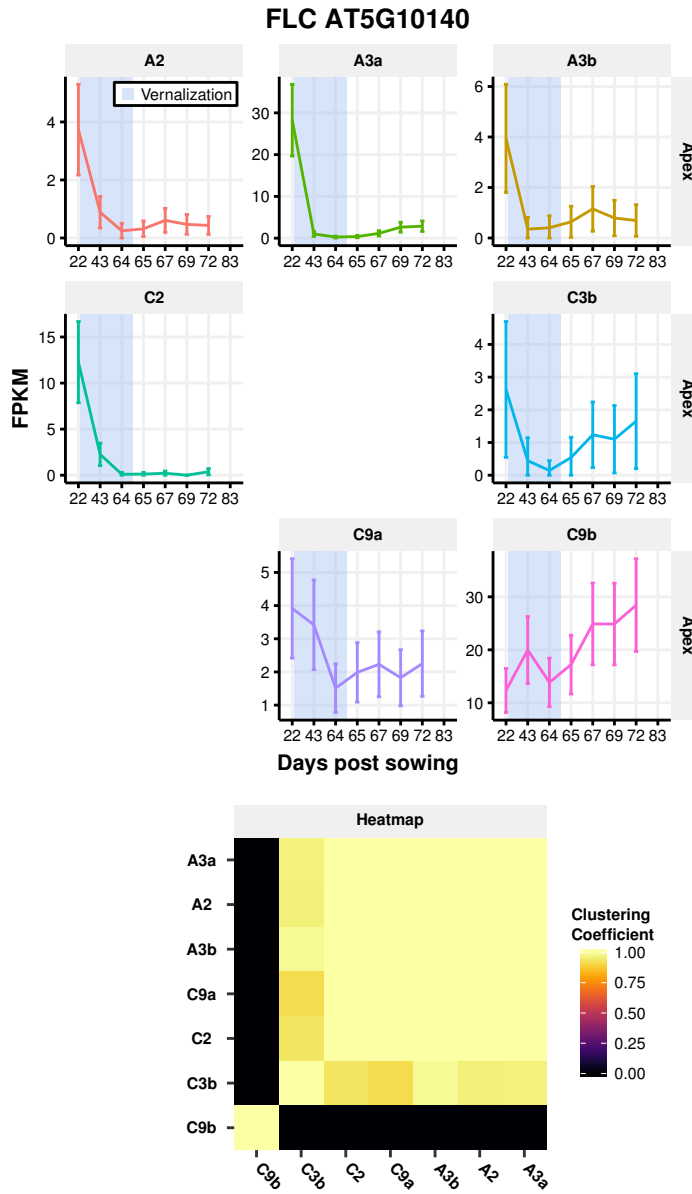 FLC AT5G10140
A2
A3a
A3b
Vernalization
4
2
0
30
20
10
0
6
4
2
0
Apex
22 43 64 65 67 69 72 83
22 43 64 65 67 69 72 83
22 43 64 65 67 69 72 83
C2
C3b
FPKM
15
10
5
0
4
3
2
1
0
Apex
22 43 64 65 67 69 72 83
22 43 64 65 67 69 72 83
C9a
C9b
5
4
3
2
1
30
20
10
Apex
22 43 64 65 67 69 72 83
22 43 64 65 67 69 72 83
Days post sowing
Heatmap
A3a
A2
A3b
C9a
C2
C3b
C9b
C9b C3b C2 C9a A3b A2 A3a
Clustering
Coefficient
1.00
0.75
0.50
0.25
0.00